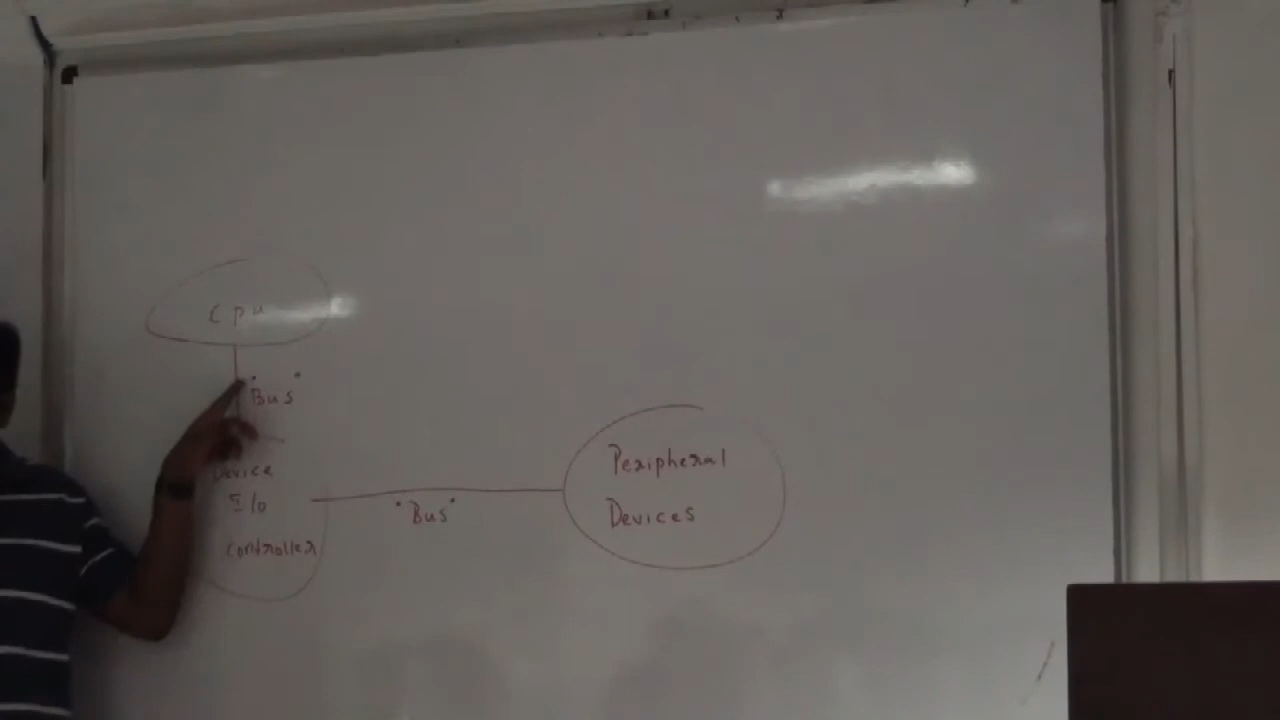 Cpu
"Bus"
Device
I/O
Controller
"Bus"
Peripheral
Devices